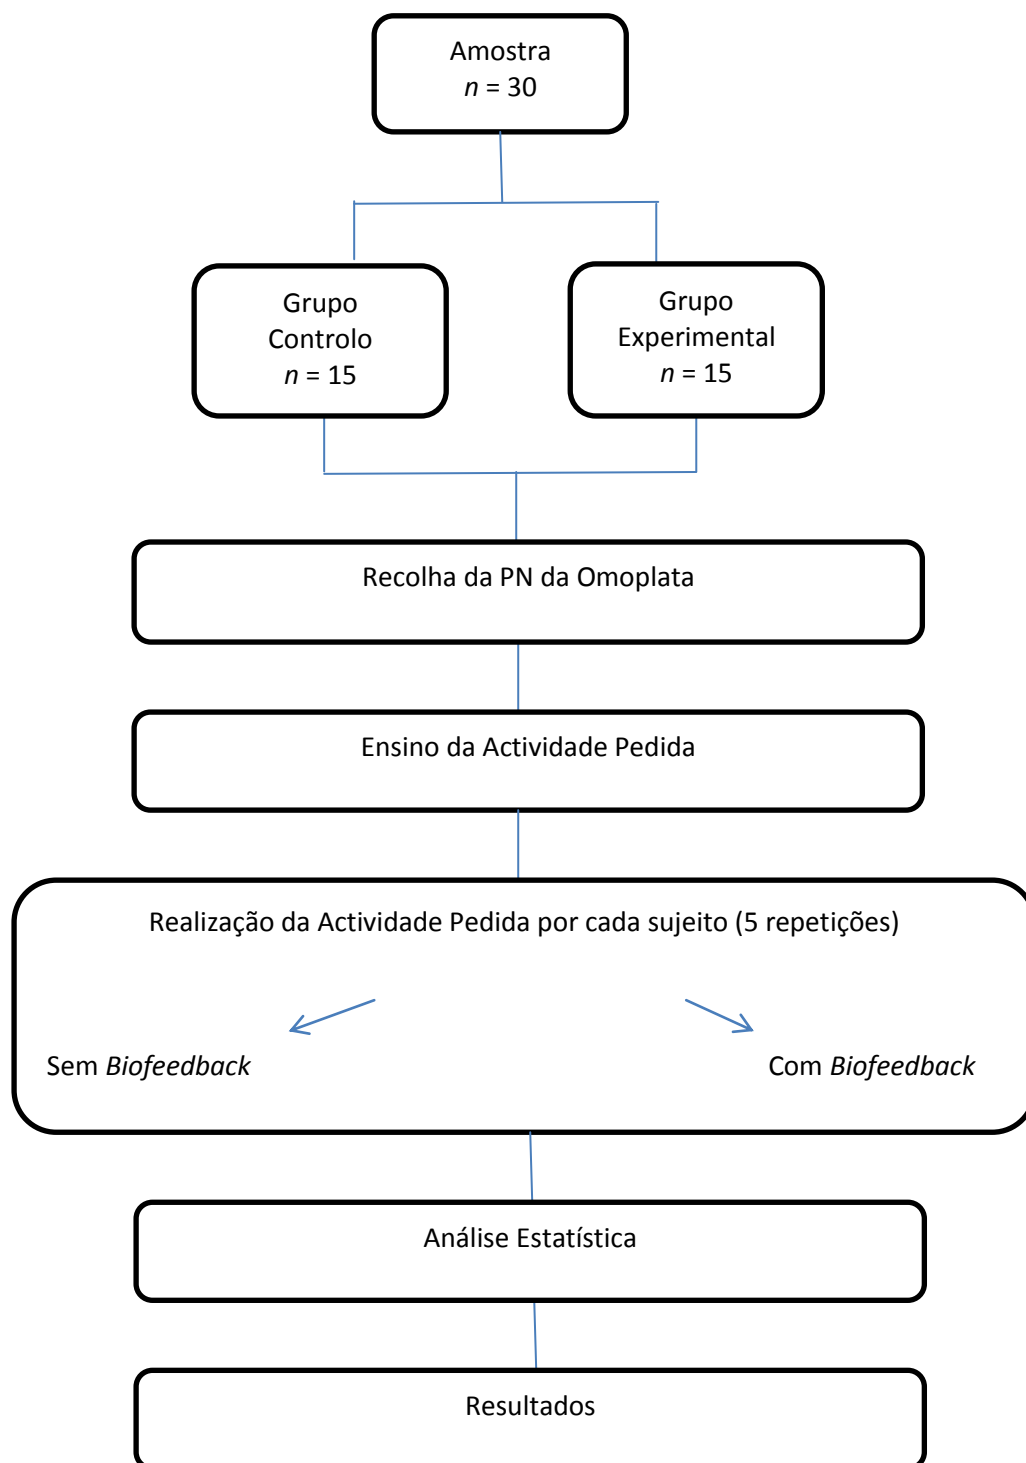 Amostra
n = 30
Grupo
Controlo
n = 15
Grupo
Experimental
n = 15
Recolha da PN da Omoplata
Ensino da Actividade Pedida
Realização da Actividade Pedida por cada sujeito (5 repetições)
Sem Biofeedback
Com Biofeedback
Análise Estatística
Resultados